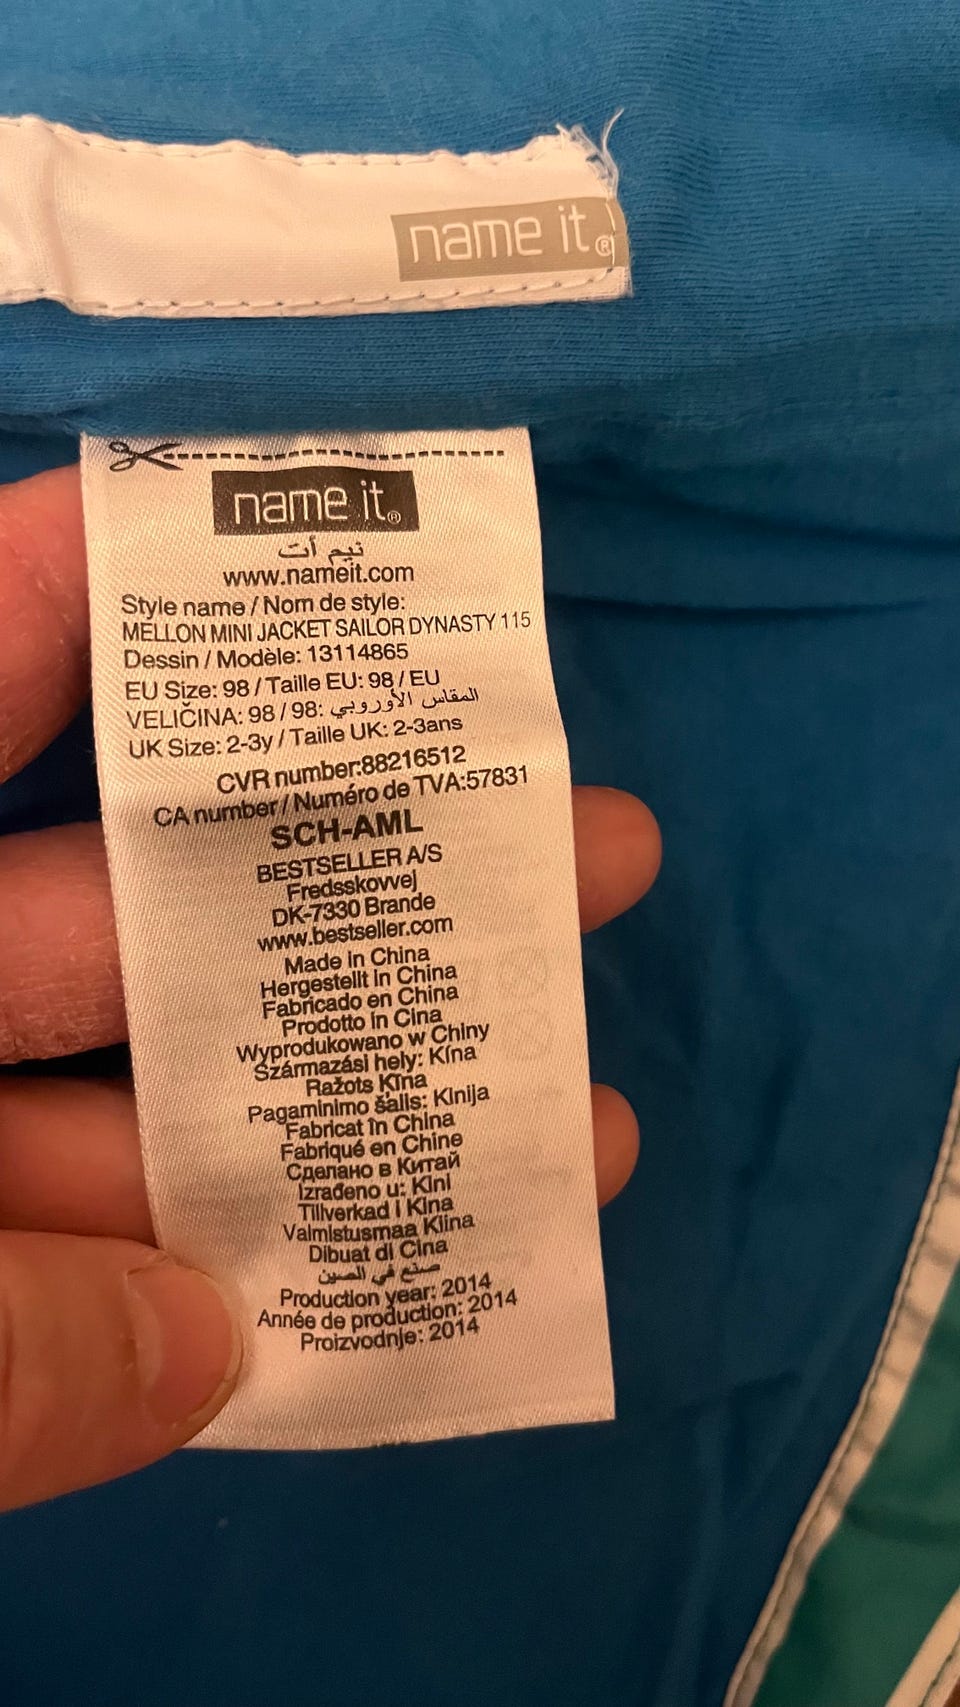 name it®
name it®
نيم أت
www.nameit.com
Style name / Nom de style:
MELLON MINI JACKET SAILOR DYNASTY 115
Dessin / Modèle: 13114865
EU Size: 98 / Taille EU: 98 / EU
VELIČINA: 98 / 98: المقاس الأوروبي
UK Size: 2-3y / Taille UK: 2-3ans
CVR number:88216512
CA number / Numéro de TVA:57831
SCH-AML
BESTSELLER A/S
Fredsskovvej
DK-7330 Brande
www.bestseller.com
Made in China
Hergestellt in China
Fabricado en China
Prodotto in Cina
Wyprodukowano w Chiny
Származási hely: Kína
Ražots Ķīna
Pagaminimo šalis: Kinija
Fabricat în China
Fabriqué en Chine
Сделано в Китай
Izrađeno u: Kini
Tillverkad i Kina
Valmistusmaa Kiina
Dibuat di Cina
صنع في الصين
Production year: 2014
Année de production: 2014
Proizvodnje: 2014